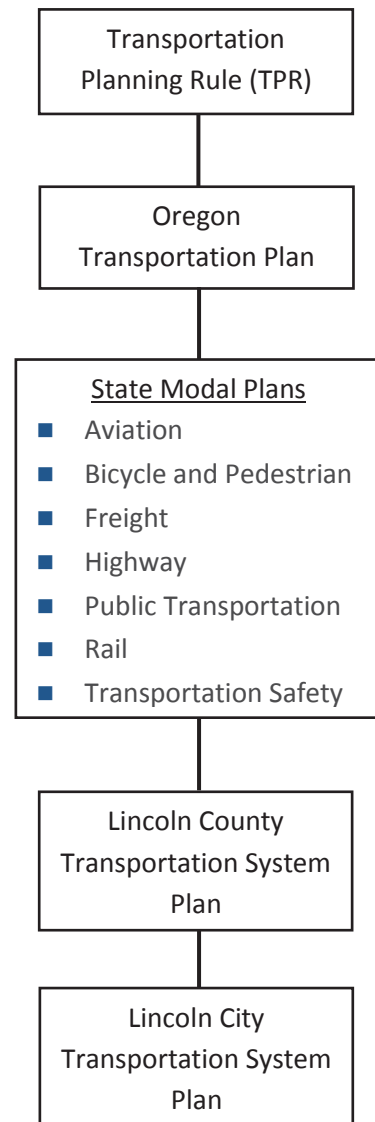 Transportation
Planning Rule (TPR)
Oregon
Transportation Plan
State Modal Plans
Aviation
Bicycle and Pedestrian
Freight
Highway
Public Transportation
Rail
Transportation Safety
Lincoln County
Transportation System
Plan
Lincoln City
Transportation System
Plan